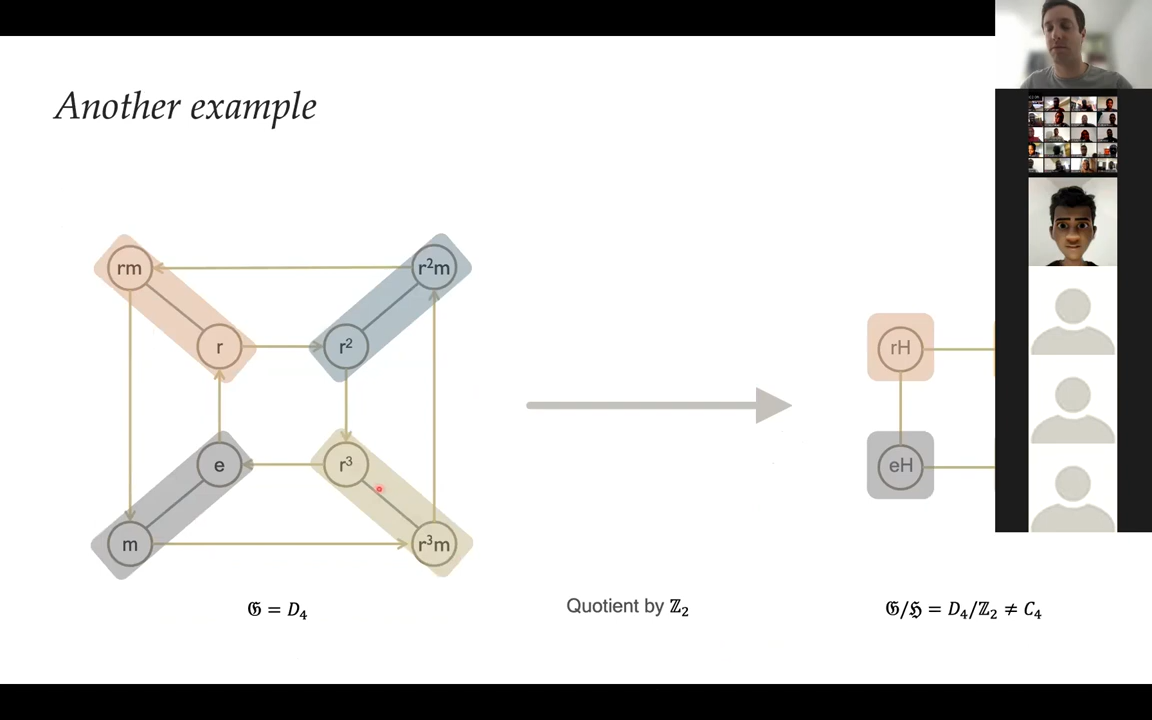 Another example
rm
r²m
r
r²
rH
e
r³
eH
m
r³m
𝔊 = D₄
Quotient by ℤ₂
𝔊/ℌ = D₄/ℤ₂ ≠ C₄